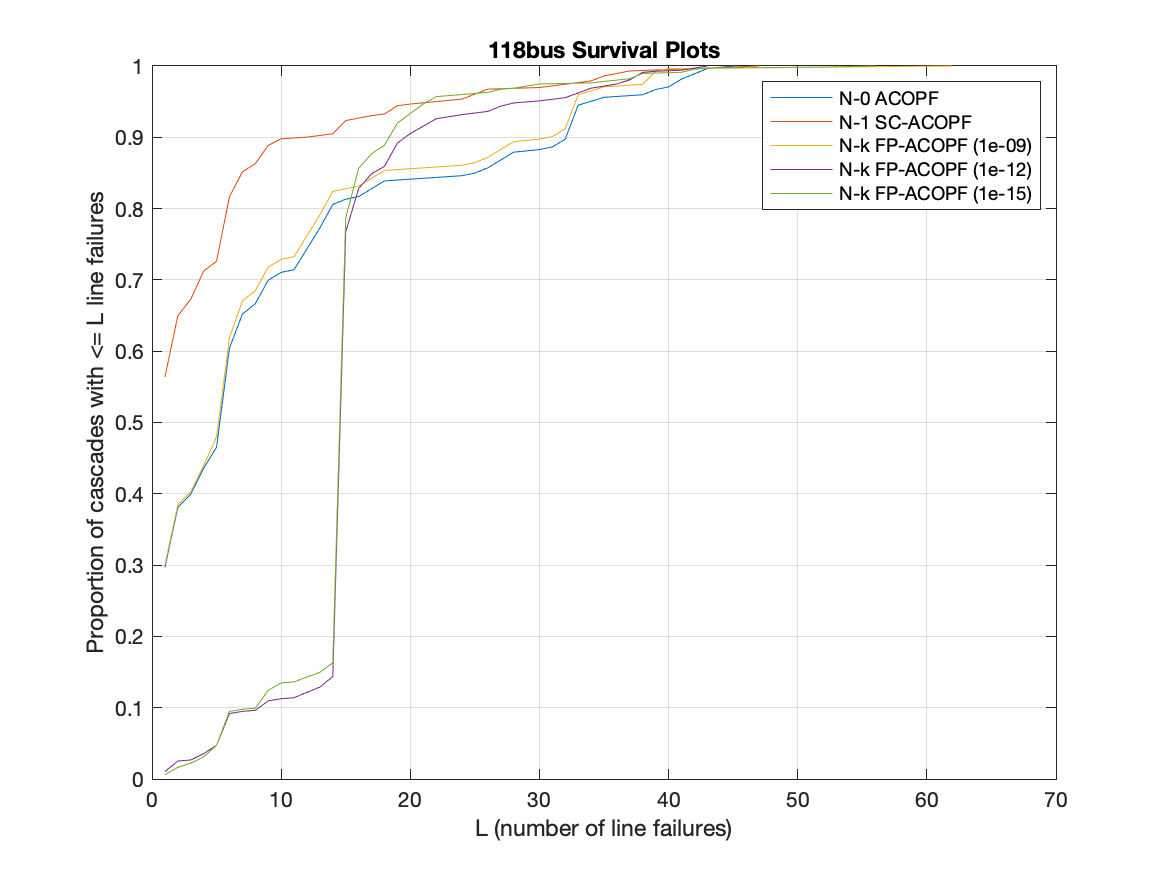 118bus Survival Plots
1
0.9
0.8
0.7
0.6
0.5
0.4
0.3
0.2
0.1
0
Proportion of cascades with <= L line failures
N-0 ACOPF
N-1 SC-ACOPF
N-k FP-ACOPF (1e-09)
N-k FP-ACOPF (1e-12)
N-k FP-ACOPF (1e-15)
0 10 20 30 40 50 60 70
L (number of line failures)